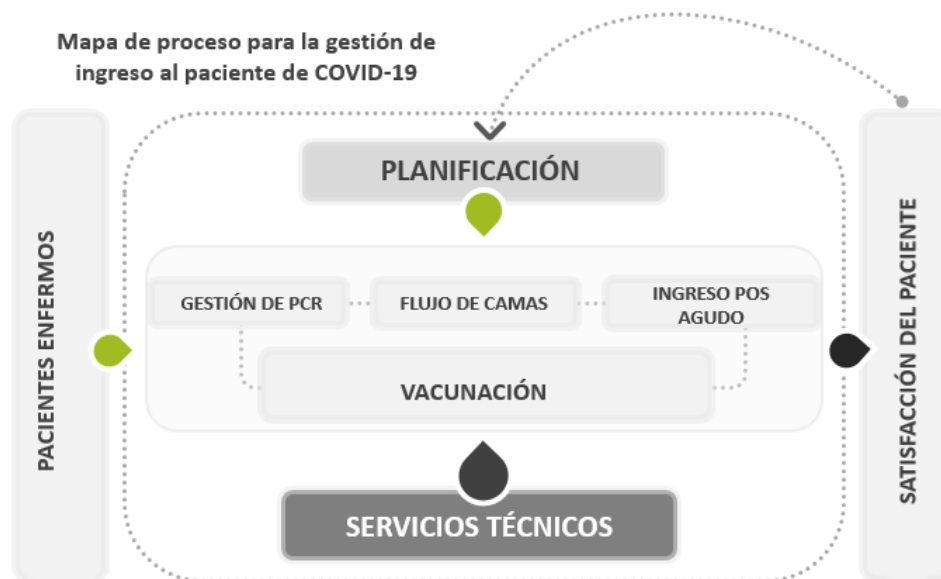 Mapa de proceso para la gestión de
ingreso al paciente de COVID-19
PLANIFICACIÓN
PACIENTES ENFERMOS
GESTIÓN DE PCR
FLUJO DE CAMAS
INGRESO POS
AGUDO
VACUNACIÓN
SERVICIOS TÉCNICOS
SATISFACCIÓN DEL PACIENTE